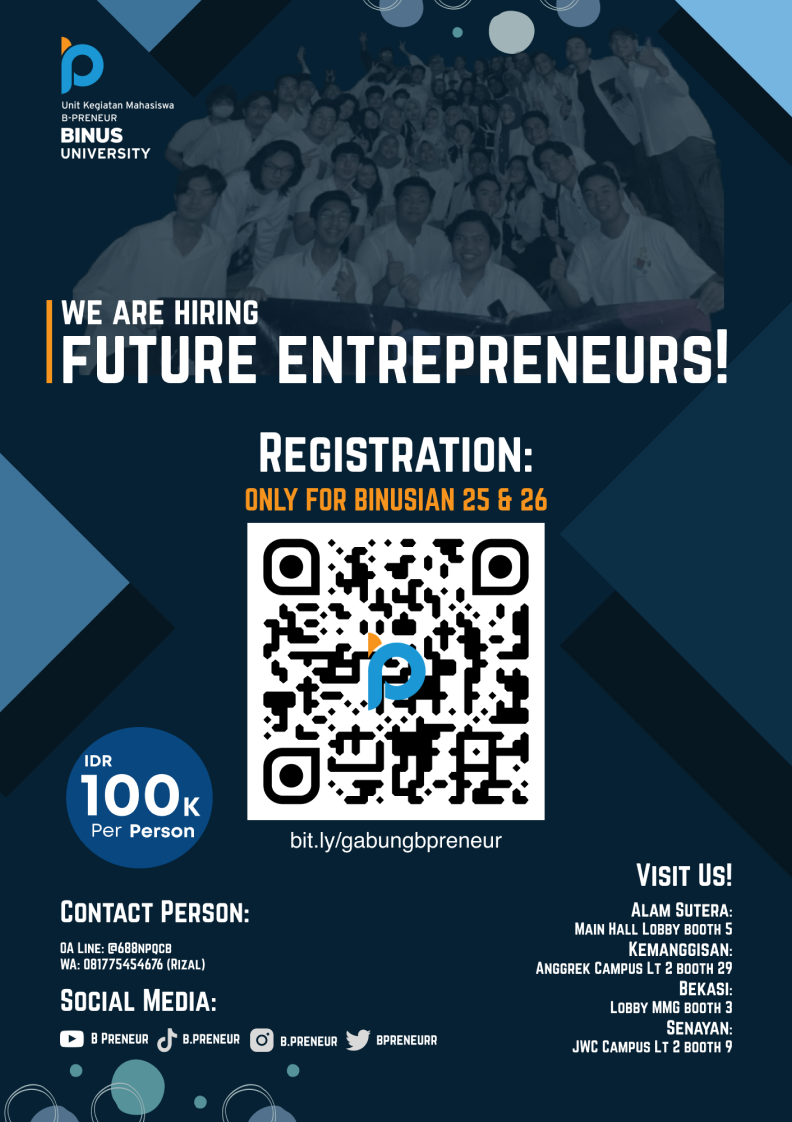 Unit Kegiatan Mahasiswa
B-PRENEUR
BINUS
UNIVERSITY
WE ARE HIRING
FUTURE ENTREPRENEURS!
REGISTRATION:
ONLY FOR BINUSIAN 25 & 26
bit.ly/gabungbpreneur
IDR
100K
Per Person
CONTACT PERSON:
OA LINE: @688NPQCB
WA: 081775454676 (RIZAL)
SOCIAL MEDIA:
B PRENEUR
B.PRENEUR
B.PRENEUR
BPRENEURR
VISIT US!
ALAM SUTERA:
MAIN HALL LOBBY BOOTH 5
KEMANGGISAN:
ANGGREK CAMPUS LT 2 BOOTH 29
BEKASI:
LOBBY MMG BOOTH 3
SENAYAN:
JWC CAMPUS LT 2 BOOTH 9